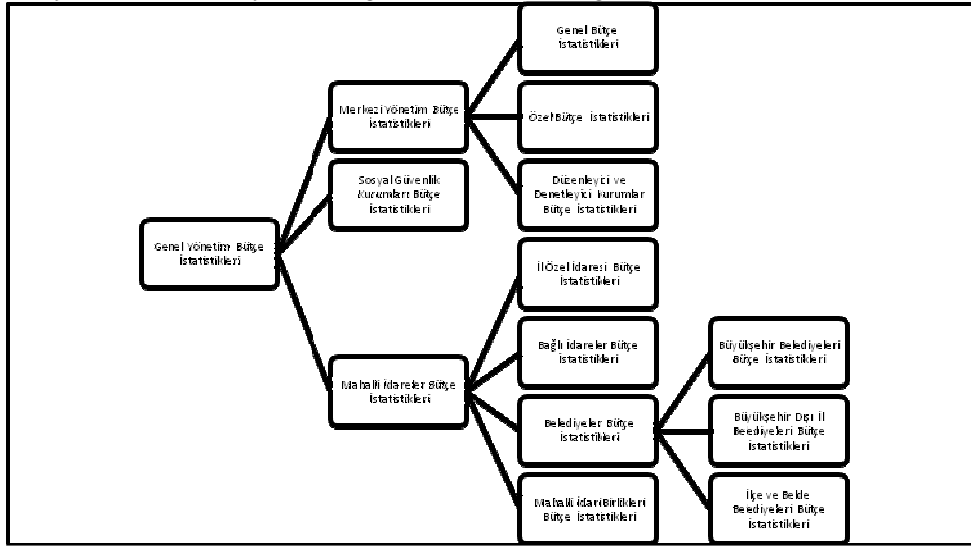 Genel Bütçe
İstatistikleri
Merkezi Yönetim Bütçe
İstatistikleri
Özel Bütçe İstatistikleri
Düzenleyici ve
Denetleyici Kurumlar
Bütçe İstatistikleri
Sosyal Güvenlik
Kurumları Bütçe
İstatistikleri
Genel Yönetim Bütçe
İstatistikleri
İl Özel İdaresi Bütçe
İstatistikleri
Bağlı İdareler Bütçe
İstatistikleri
Mahalli İdareler Bütçe
İstatistikleri
Belediyeler Bütçe
İstatistikleri
Mahalli İdari Birlikleri
Bütçe İstatistikleri
Büyükşehir Belediyeleri
Bütçe İstatistikleri
Büyükşehir Dışı İl
Beediyeleri Bütçe
İstatistikleri
İlçe ve Belde
Beediyeleri Bütçe
İstatistikleri